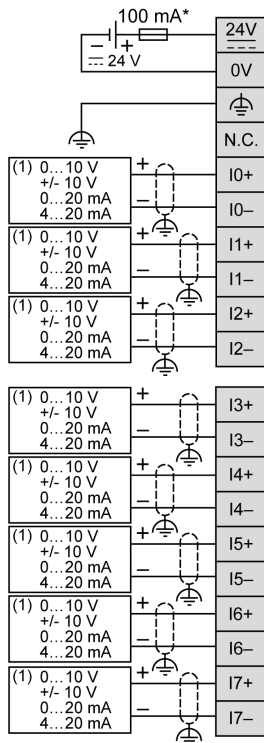 100 mA*
24V
– +
24 V
0V
N.C.
(1) 0...10 V
+/- 10 V
0...20 mA
4...20 mA
+
–
I0+
I0–
(1) 0...10 V
+/- 10 V
0...20 mA
4...20 mA
+
–
I1+
I1–
(1) 0...10 V
+/- 10 V
0...20 mA
4...20 mA
+
–
I2+
I2–
(1) 0...10 V
+/- 10 V
0...20 mA
4...20 mA
+
–
I3+
I3–
(1) 0...10 V
+/- 10 V
0...20 mA
4...20 mA
+
–
I4+
I4–
(1) 0...10 V
+/- 10 V
0...20 mA
4...20 mA
+
–
I5+
I5–
(1) 0...10 V
+/- 10 V
0...20 mA
4...20 mA
+
–
I6+
I6–
(1) 0...10 V
+/- 10 V
0...20 mA
4...20 mA
+
–
I7+
I7–